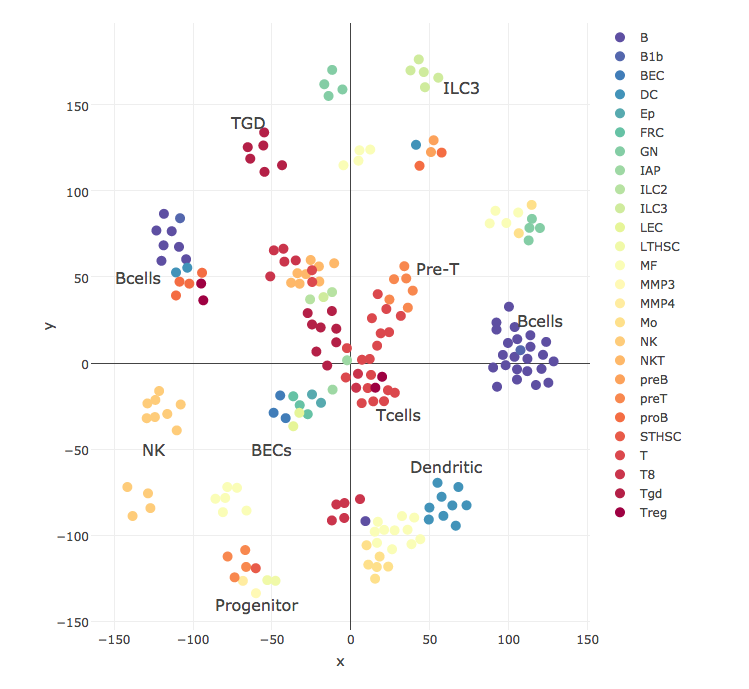 TGD
ILC3
Bcells
Pre-T
Bcells
Tcells
NK
BECs
Dendritic
Progenitor
150
100
50
0
−50
−100
−150
y
−150
−100
−50
0
50
100
150
x
B
B1b
BEC
DC
Ep
FRC
GN
IAP
ILC2
ILC3
LEC
LTHSC
MF
MMP3
MMP4
Mo
NK
NKT
preB
preT
proB
STHSC
T
T8
Tgd
Treg